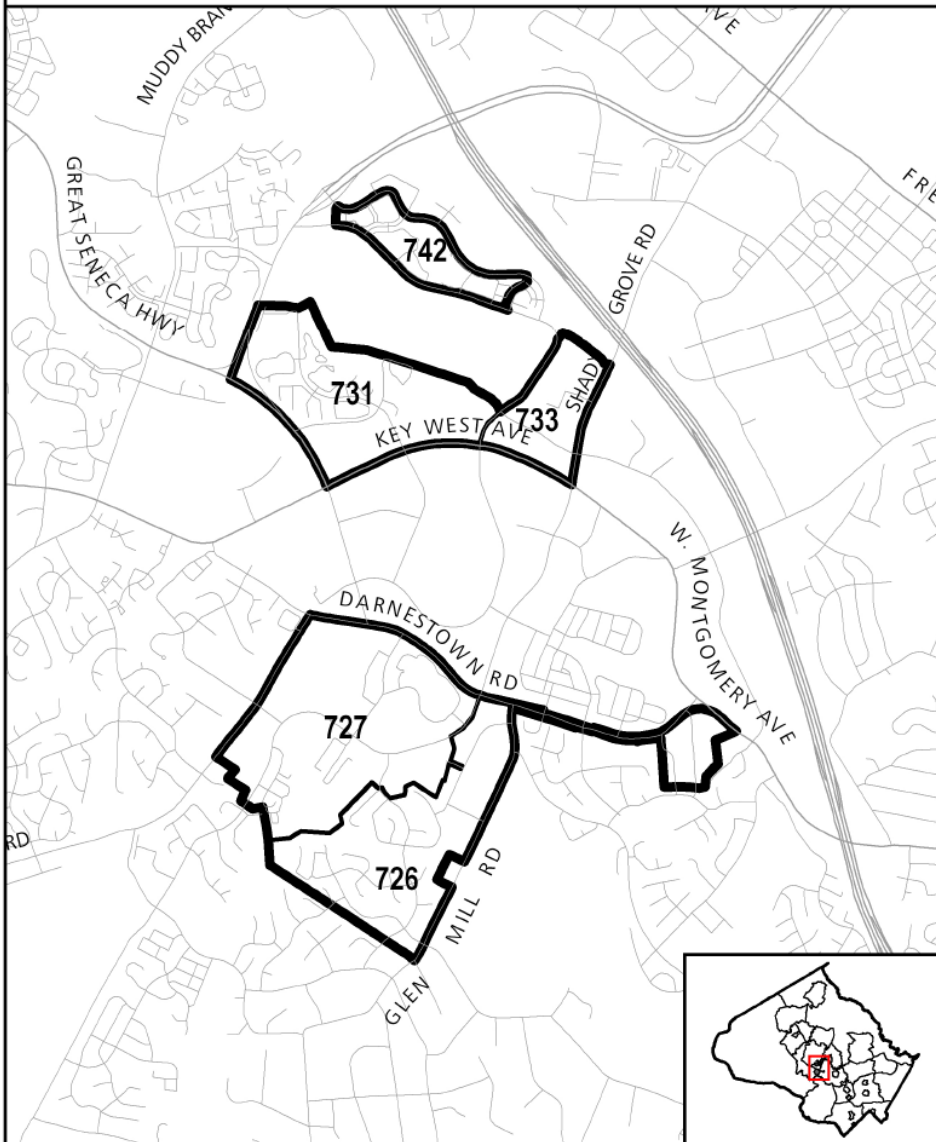 MUDDY BRAN
VE
GREAT SENECA HWY
FRE
742
GROVE RD
731
SHADY
733
KEY WEST AVE
W. MONTGOMERY AVE
DARNESTOWN RD
727
RD
726
GLEN MILL RD